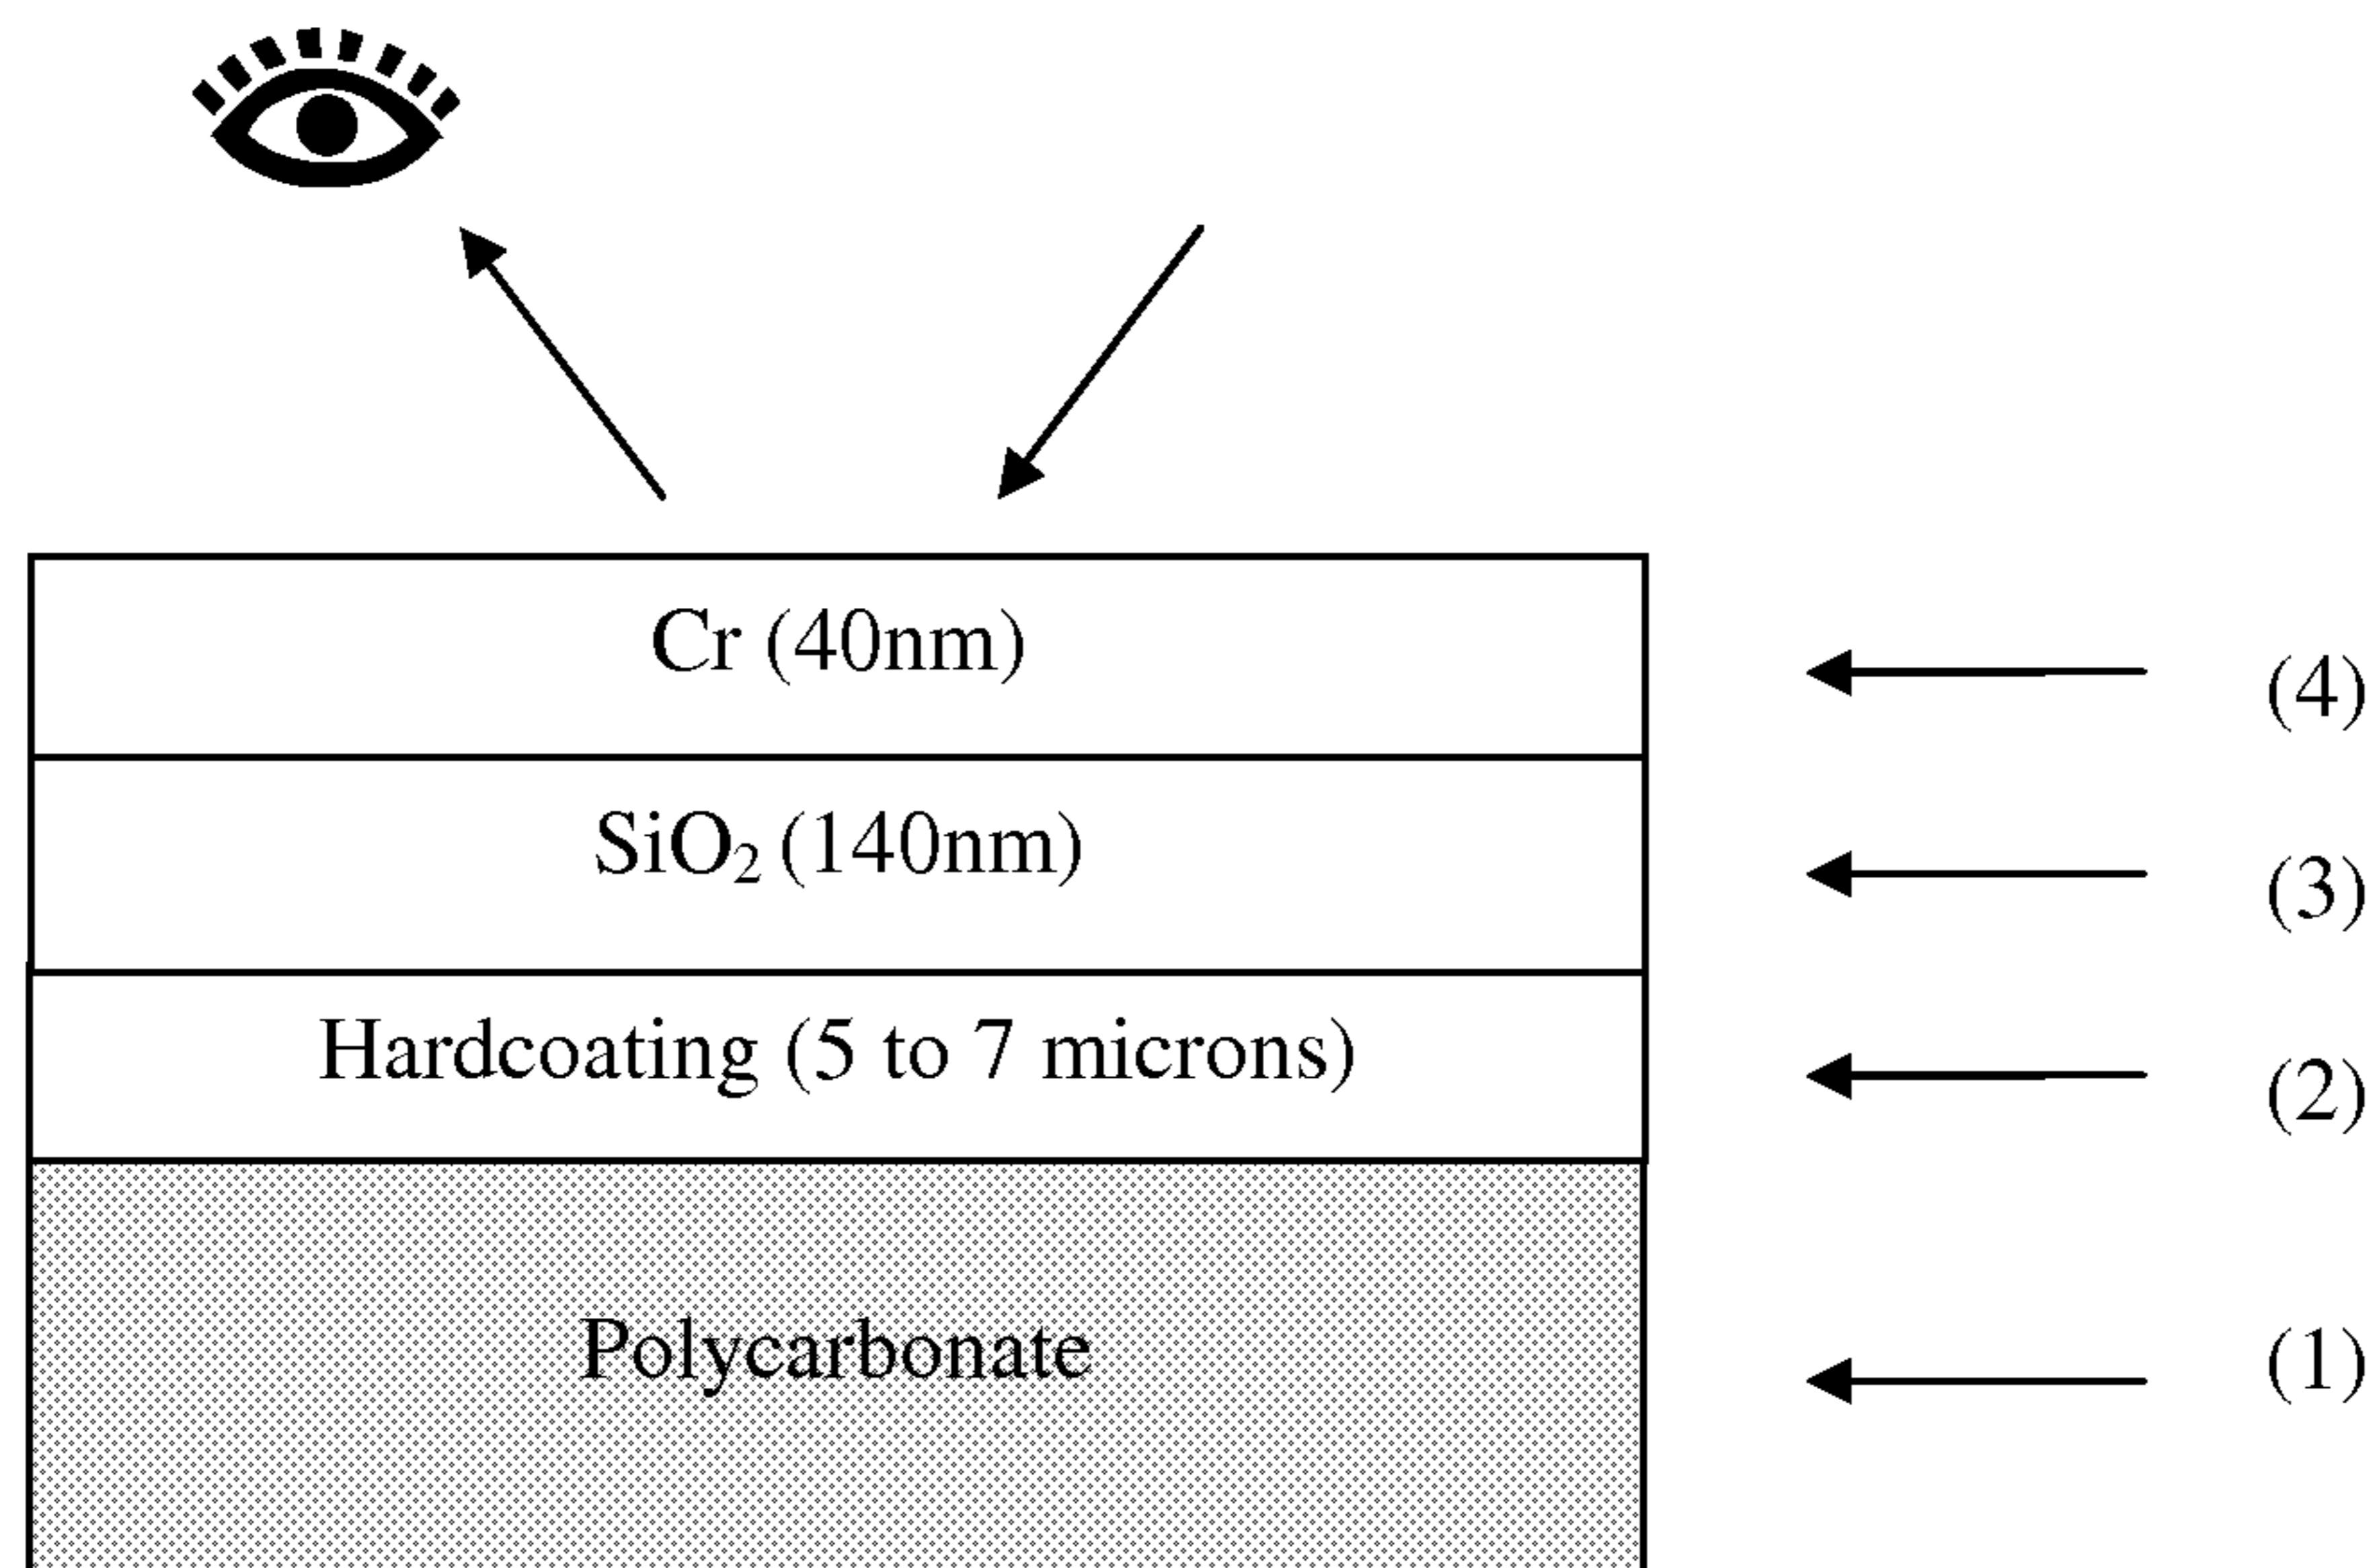 Cr (40nm)
(4)
SiO₂ (140nm)
(3)
Hardcoating (5 to 7 microns)
(2)
Polycarbonate
(1)